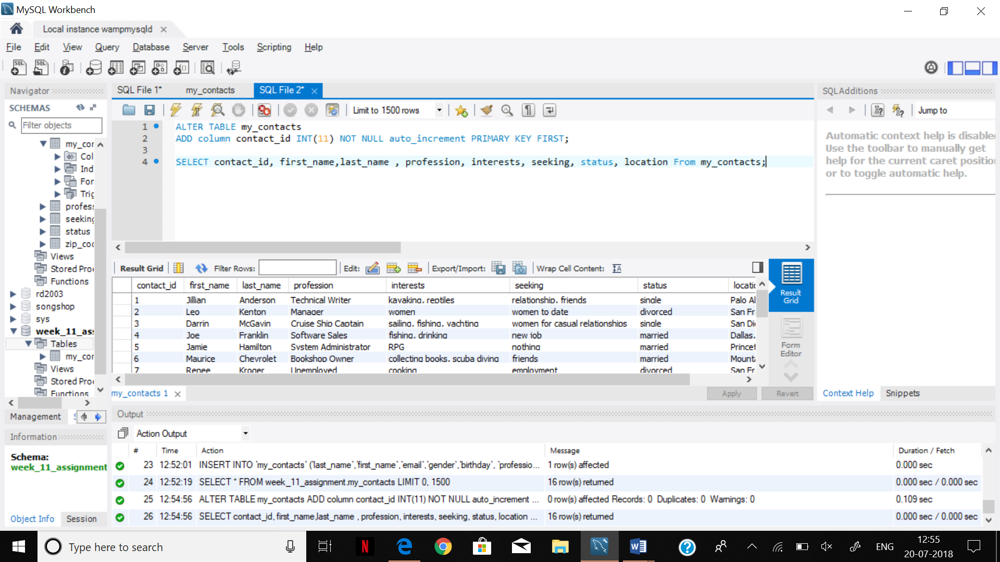 MySQL Workbench
Local instance wampmysqld
File Edit View Query Database Server Tools Scripting Help
Navigator
SCHEMAS
Filter objects
my_cor
Col
Ind
For
Trig
profes
seeking
status
zip_coc
Views
Stored Pro
Functions
rd2003
songshop
sys
week_11_as
Tables
my_cor
Views
Stored Pro
Functions
Management
Information
Schema:
week_11_assignment
Object Info Session
SQL File 1* my_contacts SQL File 2*
Limit to 1500 rows
1 ALTER TABLE my_contacts
2 ADD column contact_id INT(11) NOT NULL auto_increment PRIMARY KEY FIRST;
3
4 SELECT contact_id, first_name,last_name , profession, interests, seeking, status, location From my_contacts;
Result Grid Filter Rows: Edit: Export/Import: Wrap Cell Content: IA
contact_id first_name last_name profession interests seeking status locatio
1 Jillian Anderson Technical Writer kayaking, reptiles relationship, friends single Palo Al
2 Leo Kenton Manager women women to date divorced San Fr
3 Darrin McGavin Cruise Ship Captain sailing, fishing, yachting women for casual relationships single San Di
4 Joe Franklin Software Sales fishing, drinking new job married Dallas,
5 Jamie Hamilton System Administrator RPG nothing married Princet
6 Maurice Chevrolet Bookshop Owner collecting books, scuba diving friends married Mount
7 Renee Kroger Unemployed cooking employment divorced San Fr
Result Grid
Form Editor
my_contacts 1
Apply Revert
SQLAdditions
Jump to
Automatic context help is disable
Use the toolbar to manually get
help for the current caret positio
or to toggle automatic help.
Context Help Snippets
Output
Action Output
# Time Action Message Duration / Fetch
23 12:52:01 INSERT INTO `my_contacts` (`last_name`,`first_name`,`email`,`gender`,`birthday`, `professio... 1 row(s) affected 0.000 sec
24 12:52:19 SELECT * FROM week_11_assignment.my_contacts LIMIT 0, 1500 16 row(s) returned 0.000 sec / 0.000 sec
25 12:54:56 ALTER TABLE my_contacts ADD column contact_id INT(11) NOT NULL auto_increment ... 0 row(s) affected Records: 0 Duplicates: 0 Warnings: 0 0.109 sec
26 12:54:56 SELECT contact_id, first_name,last_name , profession, interests, seeking, status, location ... 16 row(s) returned 0.000 sec / 0.000 sec
Type here to search
ENG
12:55
20-07-2018